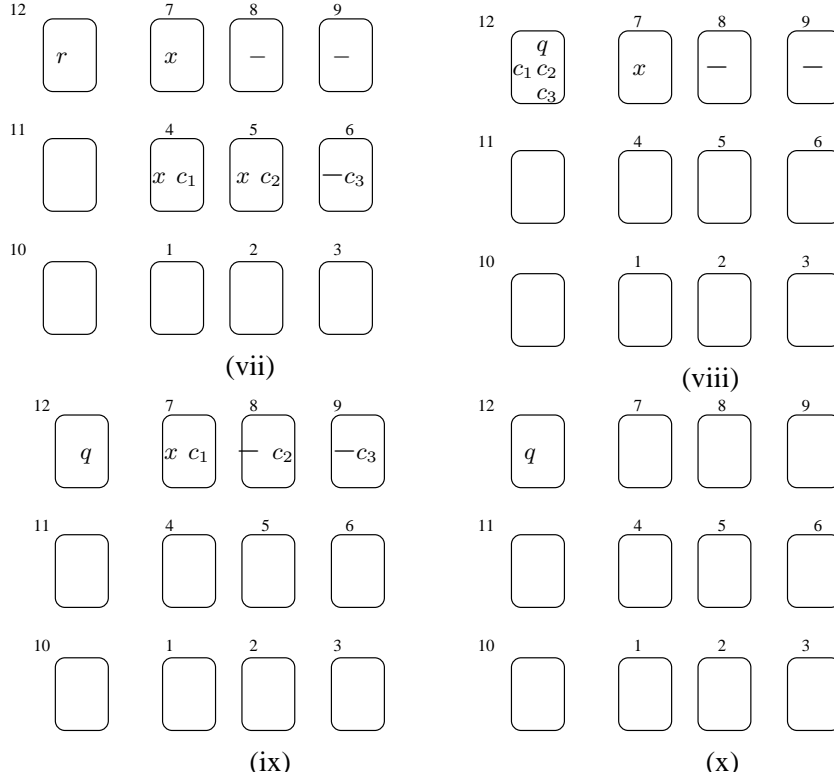 12 7 8 9
r x − −
11 4 5 6
x c₁ x c₂ −c₃
10 1 2 3
(vii)
12 7 8 9
q
c₁ c₂ x − −
c₃
11 4 5 6
10 1 2 3
(viii)
12 7 8 9
q x c₁ − c₂ −c₃
11 4 5 6
10 1 2 3
(ix)
12 7 8 9
q
11 4 5 6
10 1 2 3
(x)